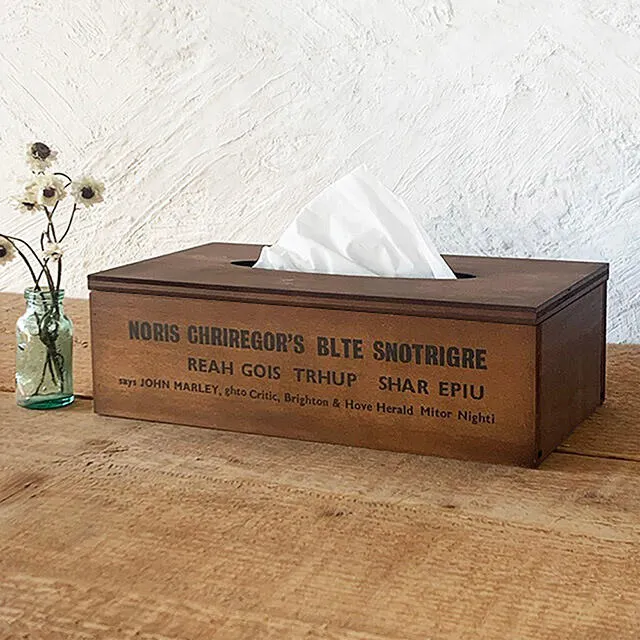 NORIS CHRIREGOR'S BLTE SNOTRIGRE
REAH GOIS TRHUP SHAR EPIU
says JOHN MARLEY, ghto Critic, Brighton & Hove Herald Mitor Nighti